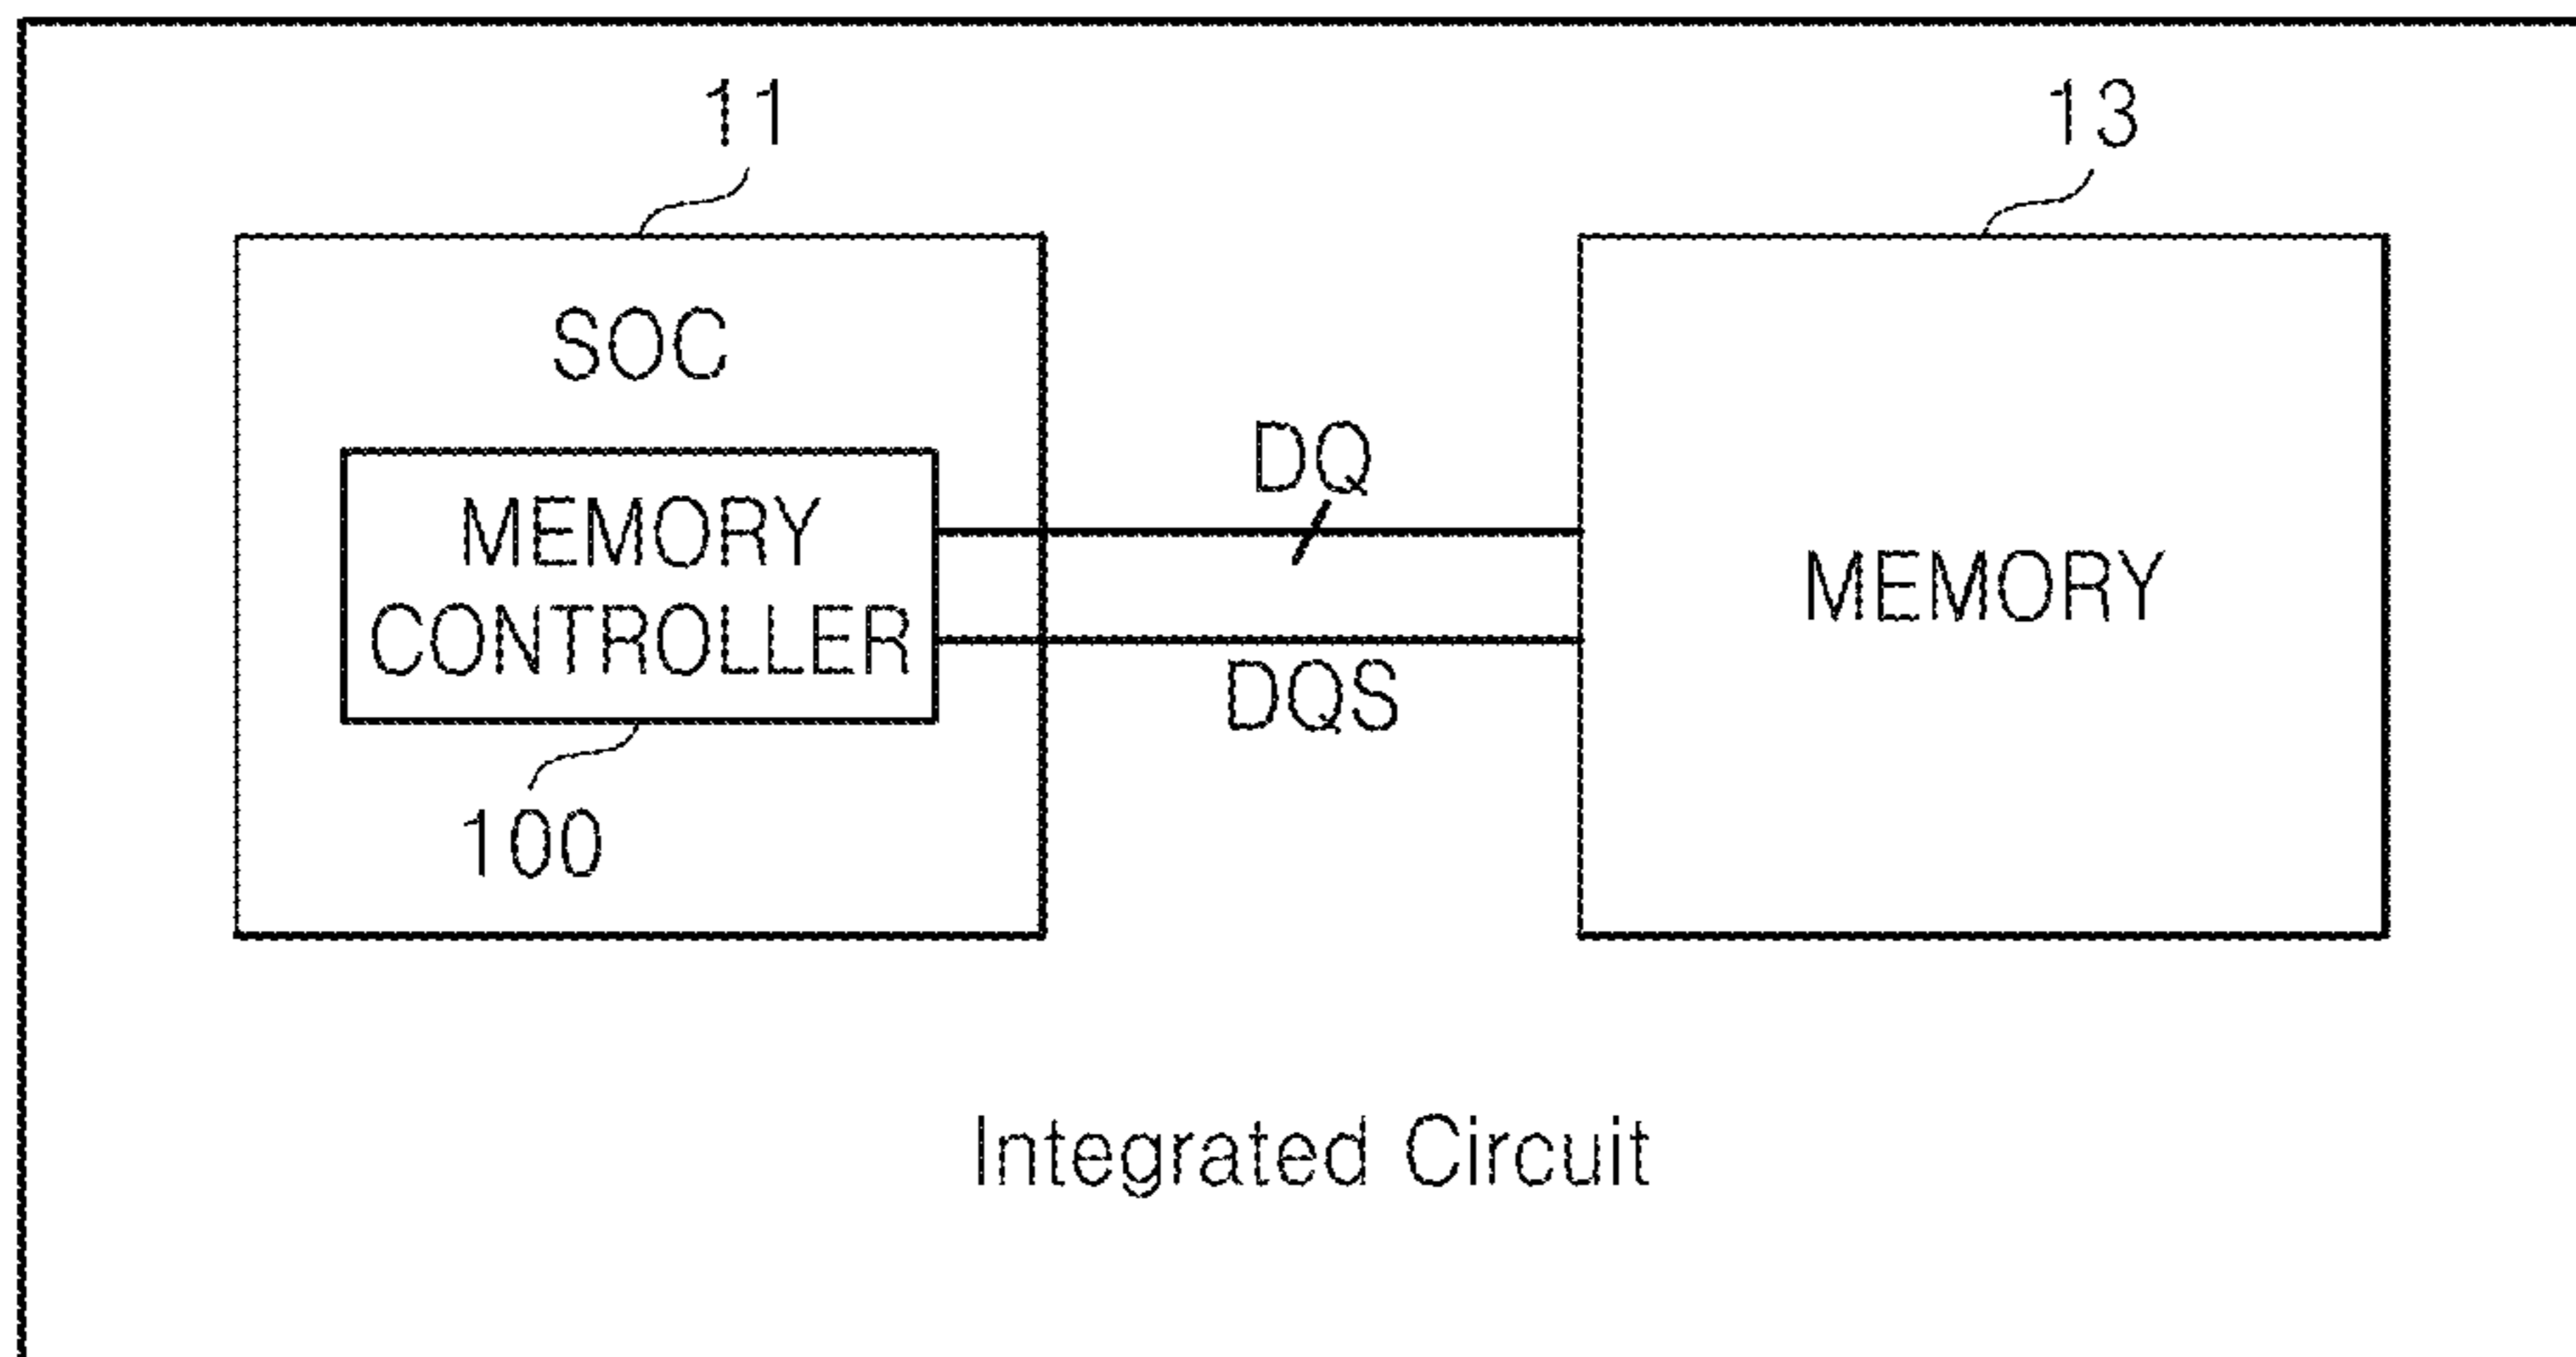 11
13
SOC
MEMORY
CONTROLLER
100
DQ
DQS
MEMORY
Integrated Circuit